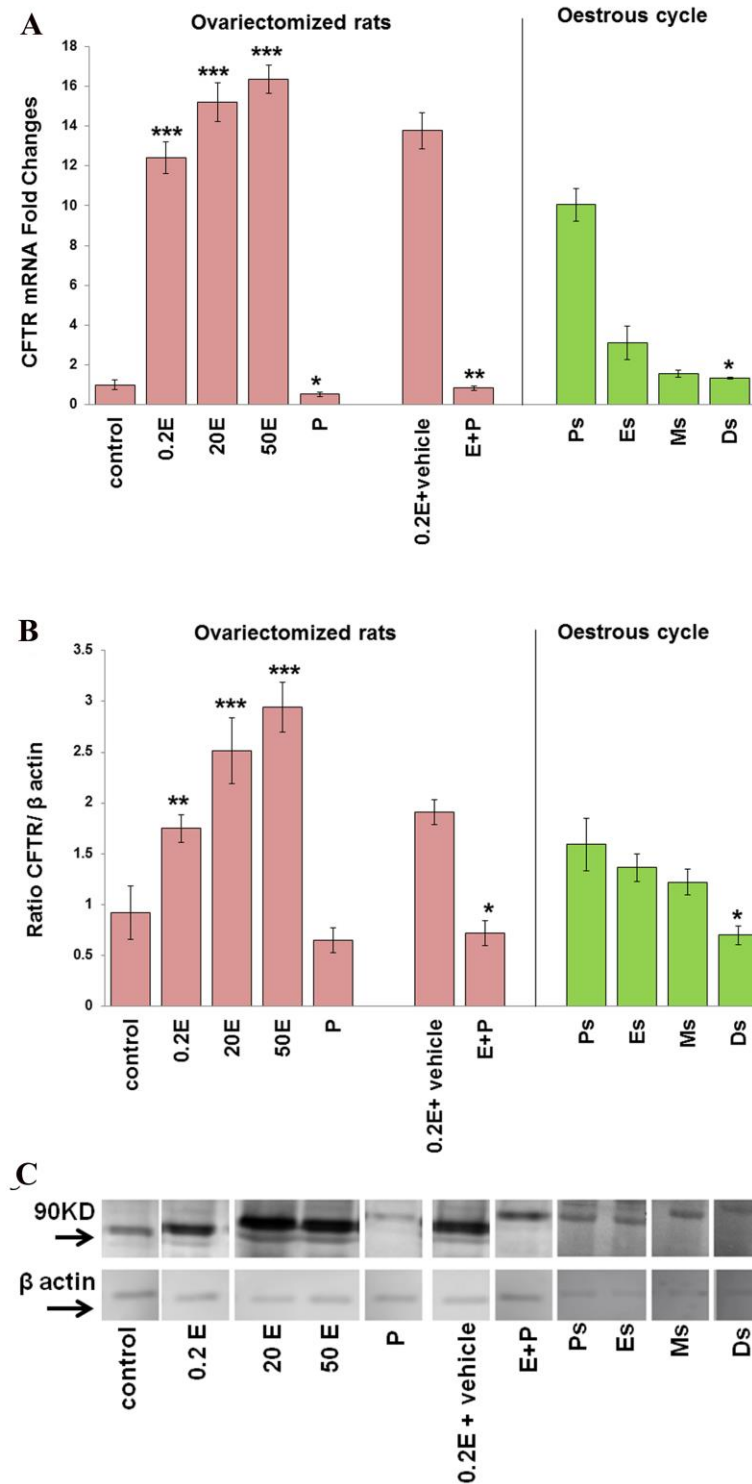 A
Ovariectomized rats
Oestrous cycle
CFTR mRNA Fold Changes
18
16
14
12
10
8
6
4
2
0
***
***
***
*
**
*
control
0.2E
20E
50E
P
0.2E+vehicle
E+P
Ps
Es
Ms
Ds
B
Ovariectomized rats
Oestrous cycle
Ratio CFTR/ β actin
3.5
3
2.5
2
1.5
1
0.5
0
**
***
***
*
*
control
0.2E
20E
50E
P
0.2E+ vehicle
E+P
Ps
Es
Ms
Ds
C
90KD
β actin
control
0.2 E
20 E
50 E
P
0.2E + vehicle
E+P
Ps
Es
Ms
Ds